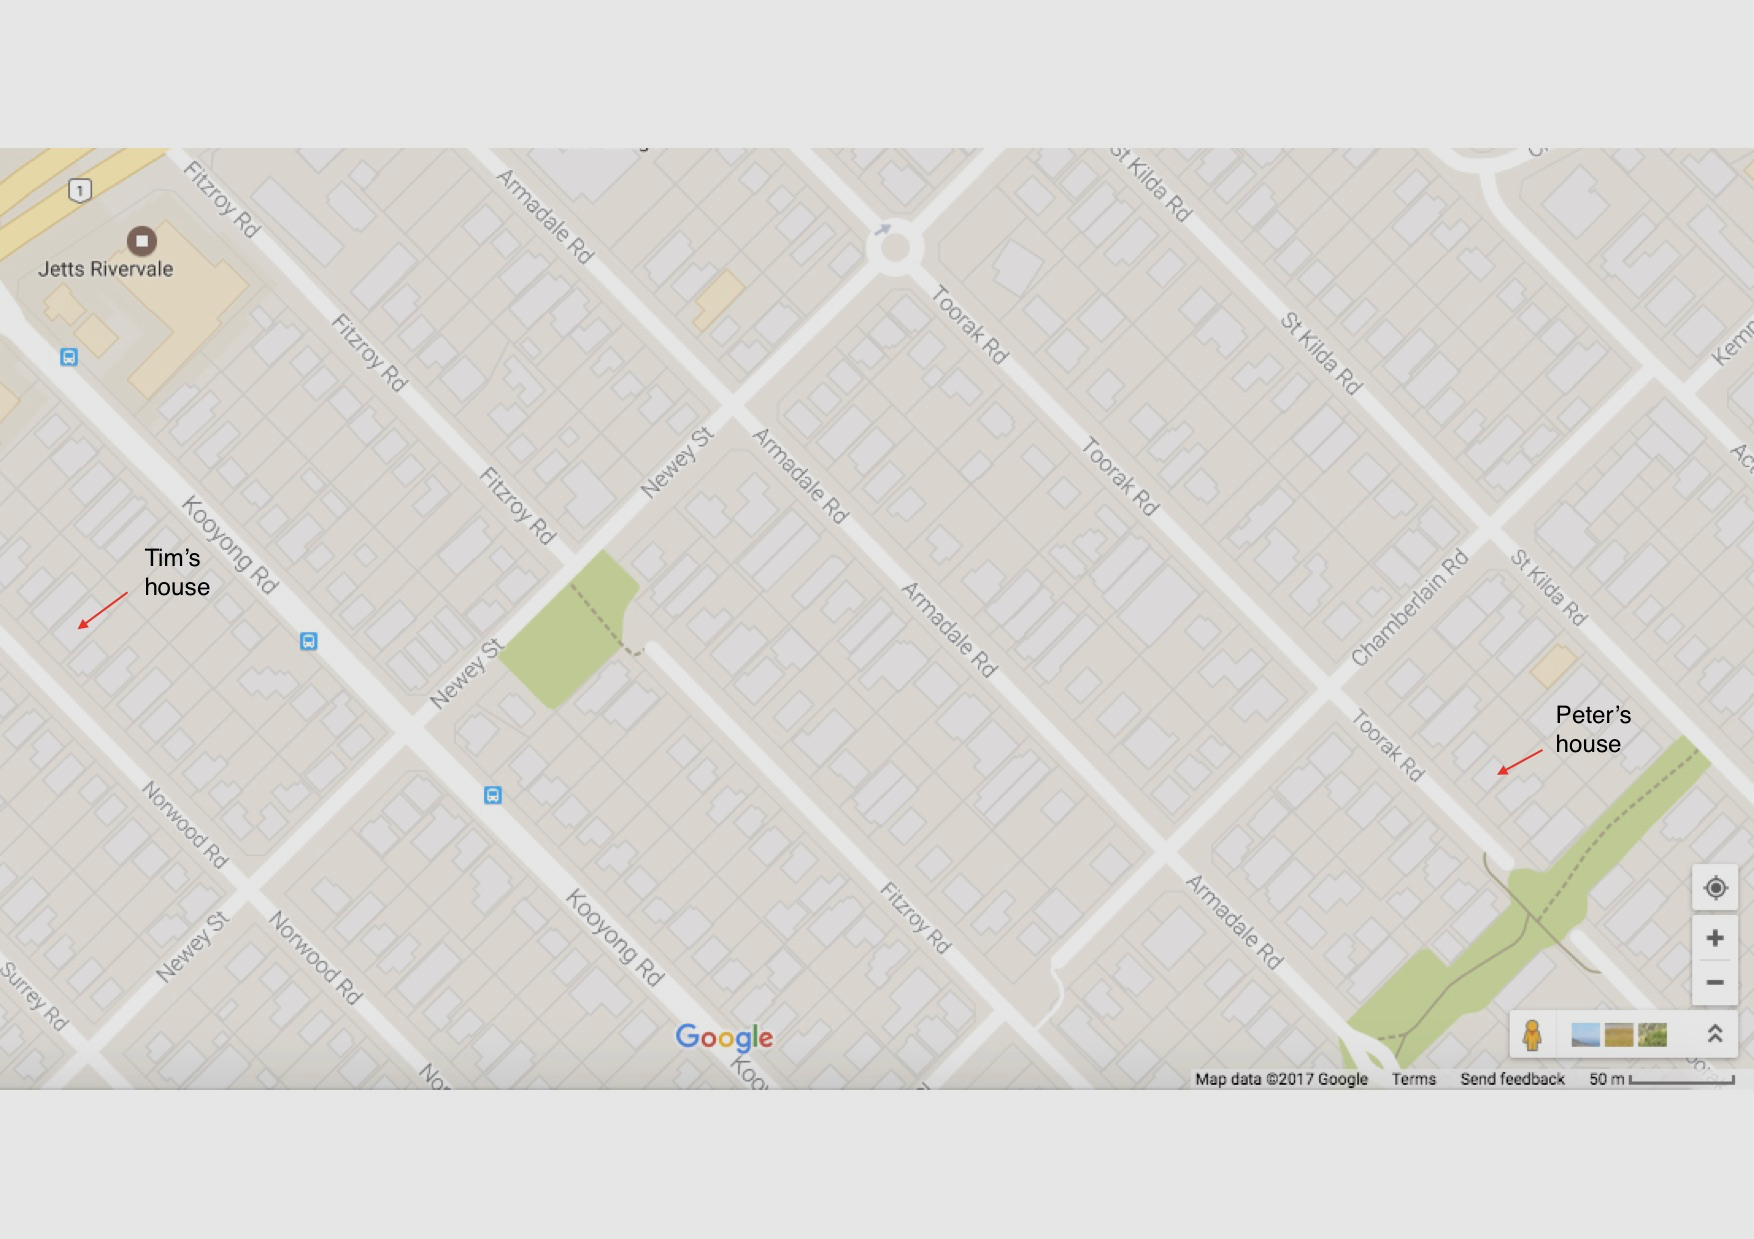 Fitzroy Rd
Armadale Rd
St Kilda Rd
1
Jetts Rivervale
Toorak Rd
Fitzroy Rd
St Kilda Rd
Newey St
Armadale Rd
Toorak Rd
Fitzroy Rd
Kooyong Rd
Tim's
house
Armadale Rd
Chamberlain Rd
St Kilda Rd
Newey St
Toorak Rd
Peter's
house
Norwood Rd
Newey St
Norwood Rd
Kooyong Rd
Fitzroy Rd
Armadale Rd
Surrey Rd
Google
Map data ©2017 Google Terms Send feedback 50 m